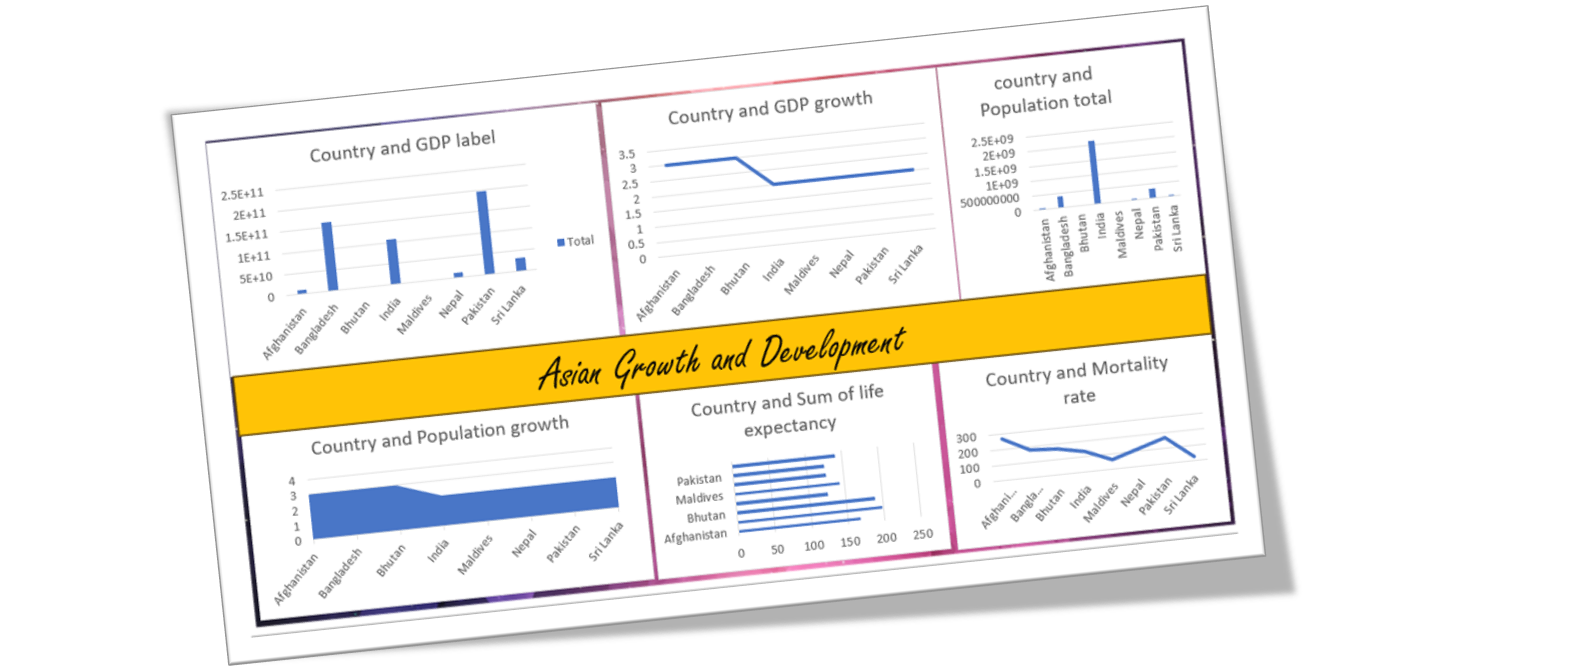 Country and GDP label
2.5E+11
2E+11
1.5E+11
1E+11
5E+10
0
Afghanistan
Bangladesh
Bhutan
India
Maldives
Nepal
Pakistan
Sri Lanka
Total
Country and GDP growth
3.5
3
2.5
2
1.5
1
0.5
0
Afghanistan
Bangladesh
Bhutan
India
Maldives
Nepal
Pakistan
Sri Lanka
country and
Population total
2.5E+09
2E+09
1.5E+09
1E+09
500000000
0
Afghanistan
Bangladesh
Bhutan
India
Maldives
Nepal
Pakistan
Sri Lanka
Asian Growth and Development
Country and Population growth
4
3
2
1
0
Afghanistan
Bangladesh
Bhutan
India
Maldives
Nepal
Pakistan
Sri Lanka
Country and Sum of life
expectancy
Pakistan
Maldives
Bhutan
Afghanistan
0 50 100 150 200 250
Country and Mortality
rate
300
200
100
0
Afghani...
Bangla...
Bhutan
India
Maldives
Nepal
Pakistan
Sri Lanka